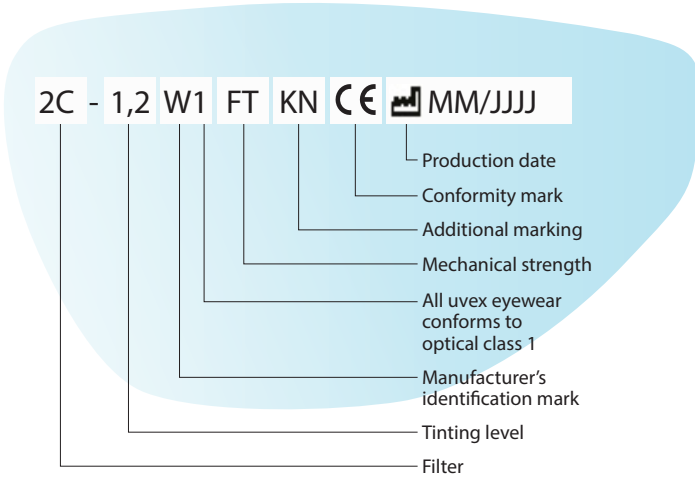 2C - 1,2 W1 FT KN CE MM/JJJJ
Production date
Conformity mark
Additional marking
Mechanical strength
All uvex eyewear
conforms to
optical class 1
Manufacturer's
identification mark
Tinting level
Filter